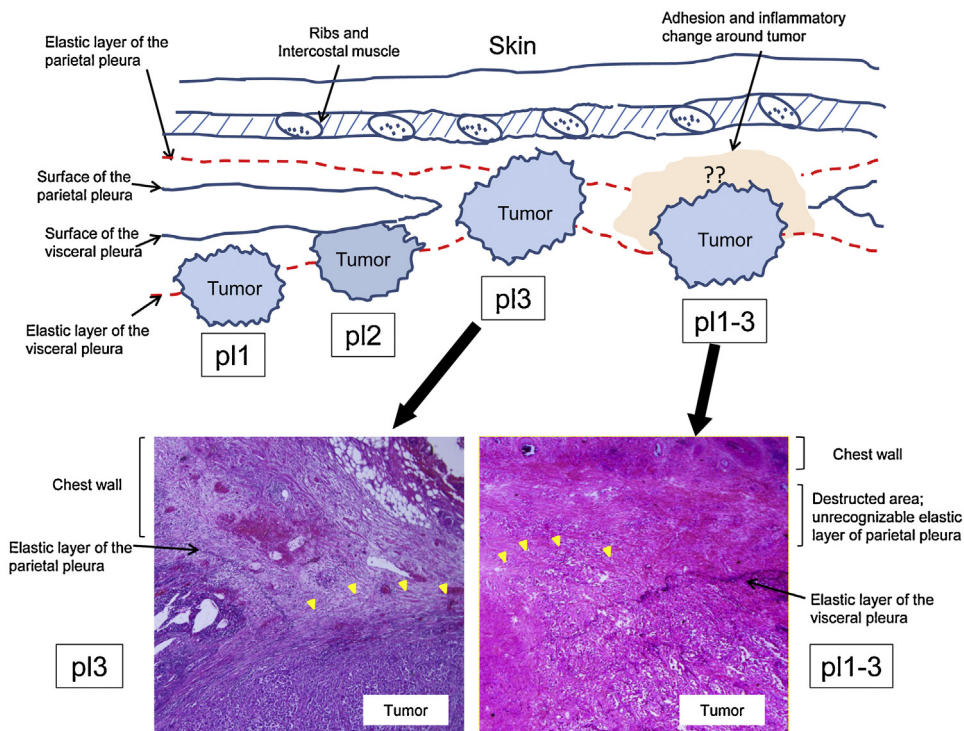 Elastic layer of the
parietal pleura
Ribs and
Intercostal muscle
Skin
Adhesion and inflammatory
change around tumor
Surface of the
parietal pleura
Surface of the
visceral pleura
Elastic layer of the
visceral pleura
Tumor
Tumor
Tumor
??
Tumor
pl1
pl2
pl3
pl1-3
Chest wall
Elastic layer of the
parietal pleura
pl3
Tumor
Chest wall
Destructed area;
unrecognizable elastic
layer of parietal pleura
Elastic layer of the
visceral pleura
pl1-3
Tumor